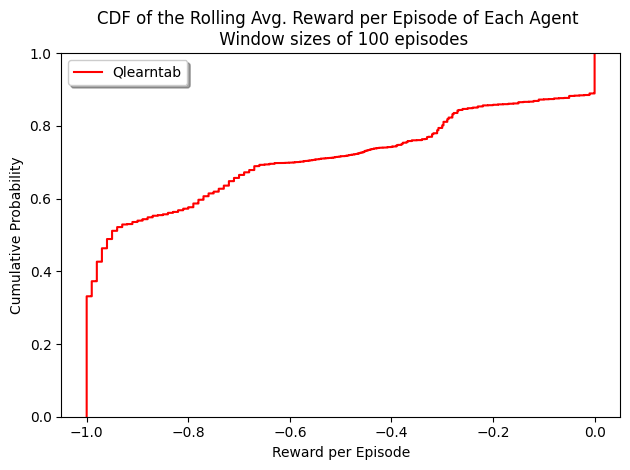 CDF of the Rolling Avg. Reward per Episode of Each Agent
Window sizes of 100 episodes
Qlearntab
1.0
0.8
0.6
0.4
0.2
0.0
Cumulative Probability
−1.0 −0.8 −0.6 −0.4 −0.2 0.0
Reward per Episode